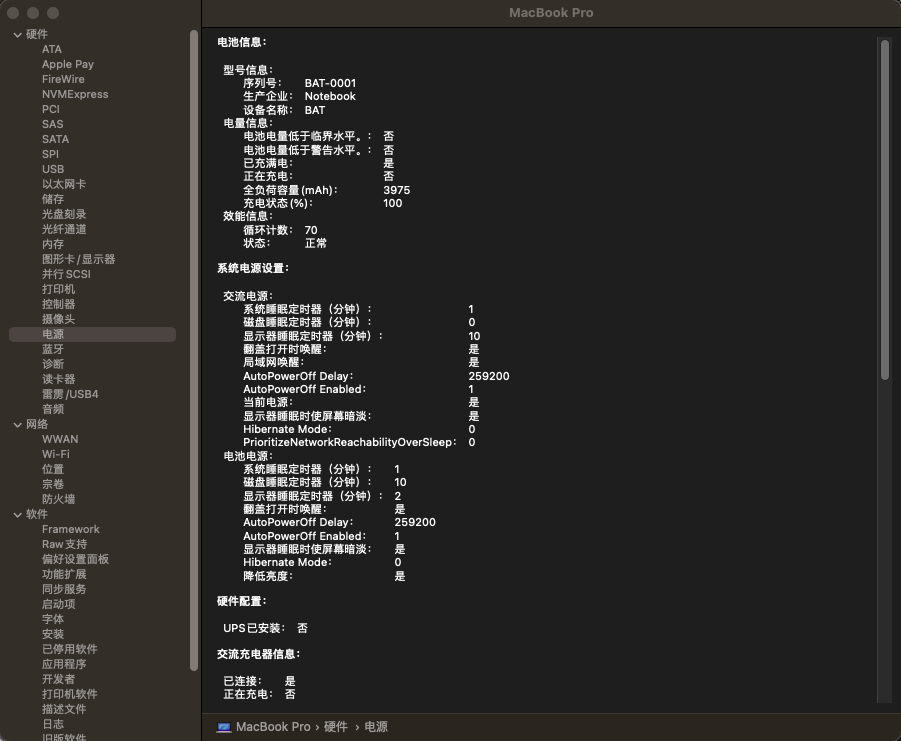 MacBook Pro
硬件
ATA
Apple Pay
FireWire
NVMExpress
PCI
SAS
SATA
SPI
USB
以太网卡
储存
光盘刻录
光纤通道
内存
图形卡/显示器
并行SCSI
打印机
控制器
摄像头
电源
蓝牙
诊断
读卡器
雷雳/USB4
音频
网络
WWAN
Wi-Fi
位置
宗卷
防火墙
软件
Framework
Raw支持
偏好设置面板
功能扩展
同步服务
启动项
字体
安装
已停用软件
应用程序
开发者
打印机软件
描述文件
日志
旧版软件
电池信息:
型号信息:
序列号: BAT-0001
生产企业: Notebook
设备名称: BAT
电量信息:
电池电量低于临界水平。: 否
电池电量低于警告水平。: 否
已充满电: 是
正在充电: 否
全负荷容量(mAh): 3975
充电状态(%): 100
效能信息:
循环计数: 70
状态: 正常
系统电源设置:
交流电源:
系统睡眠定时器（分钟）: 1
磁盘睡眠定时器（分钟）: 0
显示器睡眠定时器（分钟）: 10
翻盖打开时唤醒: 是
局域网唤醒: 是
AutoPowerOff Delay: 259200
AutoPowerOff Enabled: 1
当前电源: 是
显示器睡眠时使屏幕暗淡: 是
Hibernate Mode: 0
PrioritizeNetworkReachabilityOverSleep: 0
电池电源:
系统睡眠定时器（分钟）: 1
磁盘睡眠定时器（分钟）: 10
显示器睡眠定时器（分钟）: 2
翻盖打开时唤醒: 是
AutoPowerOff Delay: 259200
AutoPowerOff Enabled: 1
显示器睡眠时使屏幕暗淡: 是
Hibernate Mode: 0
降低亮度: 是
硬件配置:
UPS已安装: 否
交流充电器信息:
已连接: 是
正在充电: 否
MacBook Pro › 硬件 › 电源